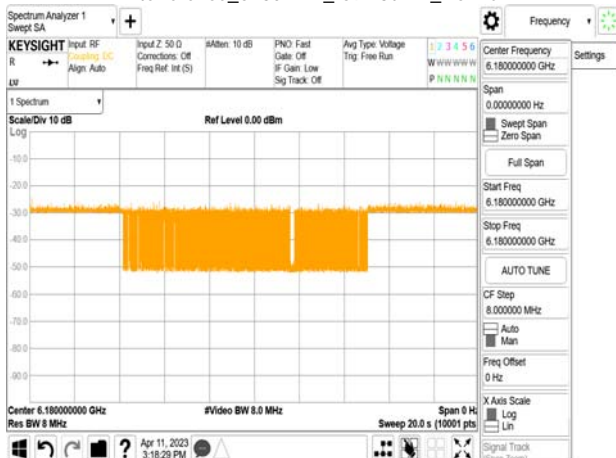 Spectrum Analyzer 1
Swept SA
Frequency
Settings
KEYSIGHT
R
LXI
Input: RF
Coupling: DC
Align: Auto
Input Z: 50 Ω
Corrections: Off
Freq Ref: Int (S)
#Atten: 10 dB
PNO: Fast
Gate: Off
IF Gain: Low
Sig Track: Off
Avg Type: Voltage
Trig: Free Run
1 2 3 4 5 6
W W W W W W
P N N N N N
1 Spectrum
Scale/Div 10 dB
Ref Level 0.00 dBm
Log
-10.0
-20.0
-30.0
-40.0
-50.0
-60.0
-70.0
-80.0
-90.0
Center 6.180000000 GHz
#Video BW 8.0 MHz
Span 0 Hz
Res BW 8 MHz
Sweep 20.0 s (10001 pts)
Center Frequency
6.180000000 GHz
Span
0.00000000 Hz
Swept Span
Zero Span
Full Span
Start Freq
6.180000000 GHz
Stop Freq
6.180000000 GHz
AUTO TUNE
CF Step
8.000000 MHz
Auto
Man
Freq Offset
0 Hz
X Axis Scale
Log
Lin
Signal Track
Apr 11, 2023
3:18:29 PM